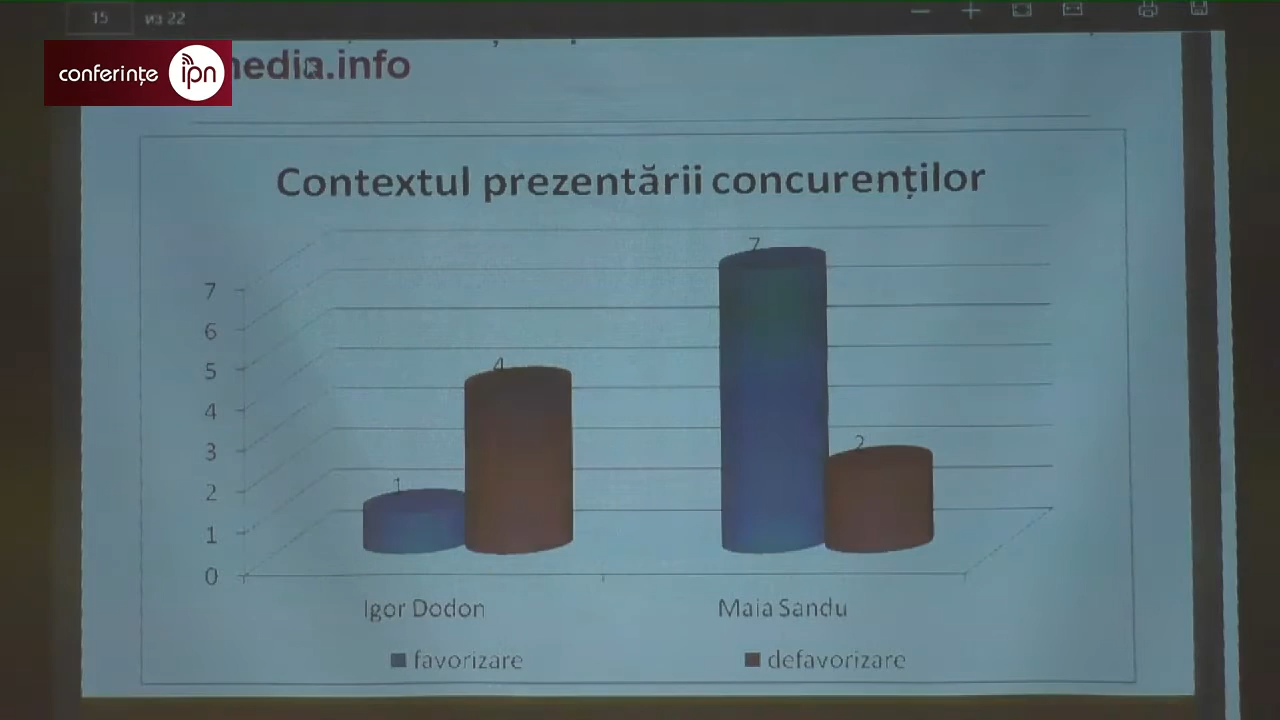 15 из 22
conferințe ipn
media.info
Contextul prezentării concurenților
7
6
5
4
3
2
1
0
1
4
7
2
Igor Dodon
Maia Sandu
favorizare
defavorizare